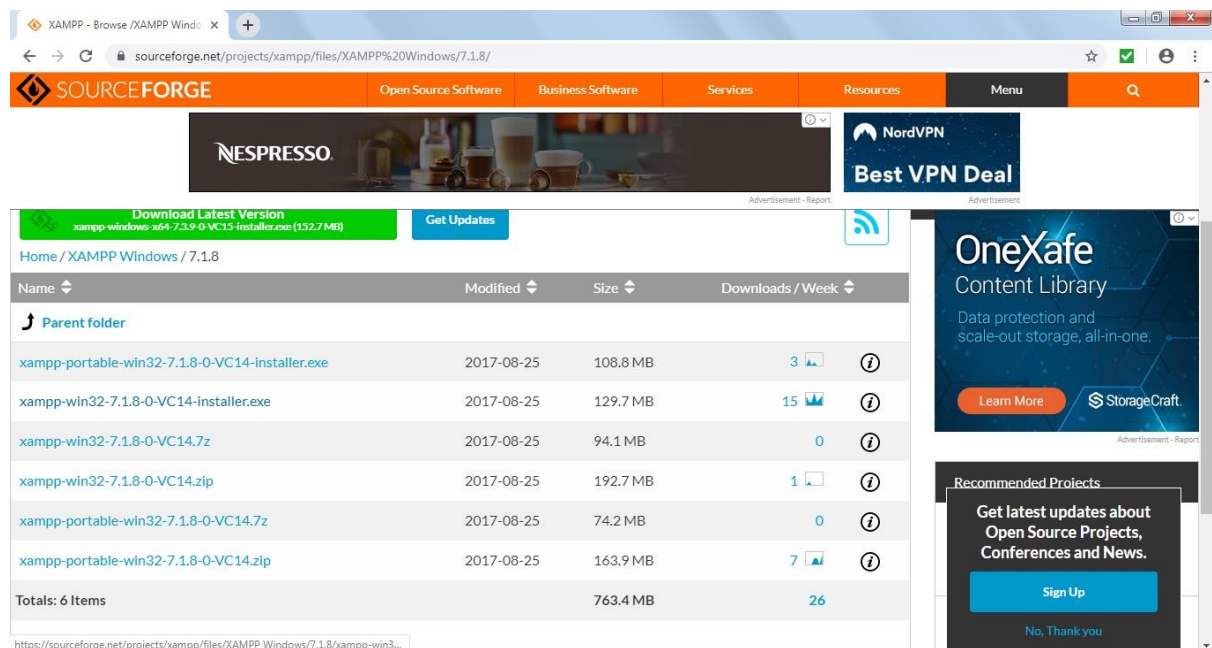 XAMPP - Browse /XAMPP Windo
sourceforge.net/projects/xampp/files/XAMPP%20Windows/7.1.8/
SOURCEFORGE
Open Source Software Business Software Services Resources Menu
NESPRESSO.
NordVPN
Best VPN Deal
Advertisement - Report
Advertisement
Download Latest Version
xampp-windows-x64-7.3.9-0-VC15-installer.exe (152.7 MB)
Get Updates
Home / XAMPP Windows / 7.1.8
Name Modified Size Downloads / Week
Parent folder
xampp-portable-win32-7.1.8-0-VC14-installer.exe 2017-08-25 108.8 MB 3
xampp-win32-7.1.8-0-VC14-installer.exe 2017-08-25 129.7 MB 15
xampp-win32-7.1.8-0-VC14.7z 2017-08-25 94.1 MB 0
xampp-win32-7.1.8-0-VC14.zip 2017-08-25 192.7 MB 1
xampp-portable-win32-7.1.8-0-VC14.7z 2017-08-25 74.2 MB 0
xampp-portable-win32-7.1.8-0-VC14.zip 2017-08-25 163.9 MB 7
Totals: 6 Items 763.4 MB 26
OneXafe
Content Library
Data protection and
scale-out storage, all-in-one.
Learn More
StorageCraft.
Advertisement - Report
Recommended Projects
Get latest updates about
Open Source Projects,
Conferences and News.
Sign Up
No, Thank you
https://sourceforge.net/projects/xampp/files/XAMPP Windows/7.1.8/xampp-win3...